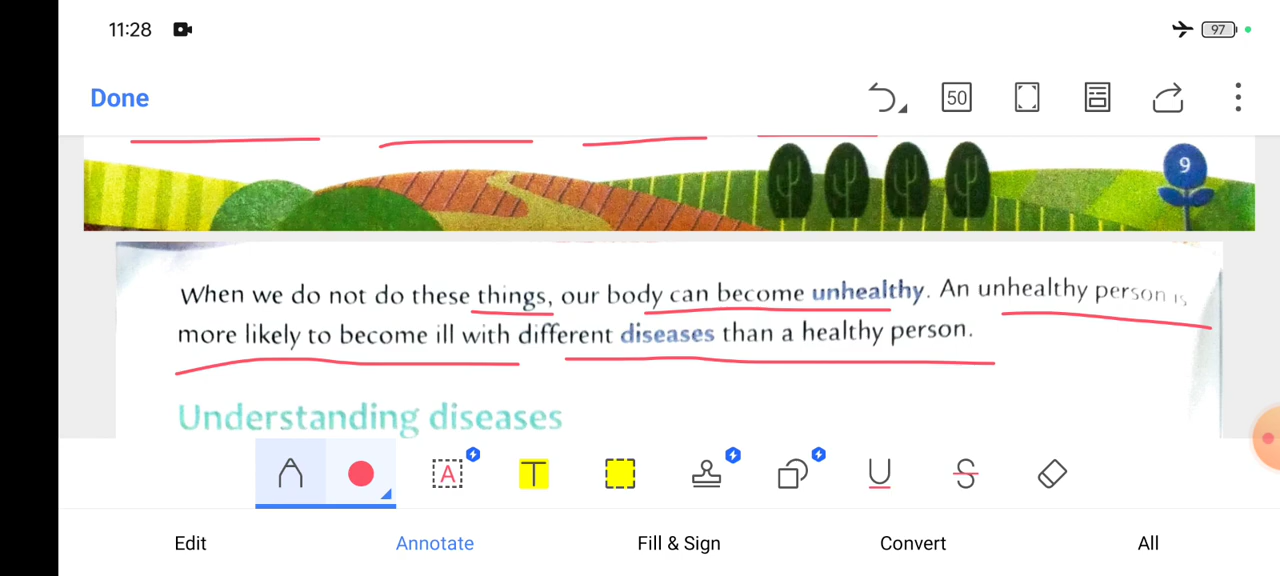 11:28
97
Done
50
9
When we do not do these things, our body can become unhealthy. An unhealthy person is
more likely to become ill with different diseases than a healthy person.
Understanding diseases
A
T
U
S
Edit
Annotate
Fill & Sign
Convert
All